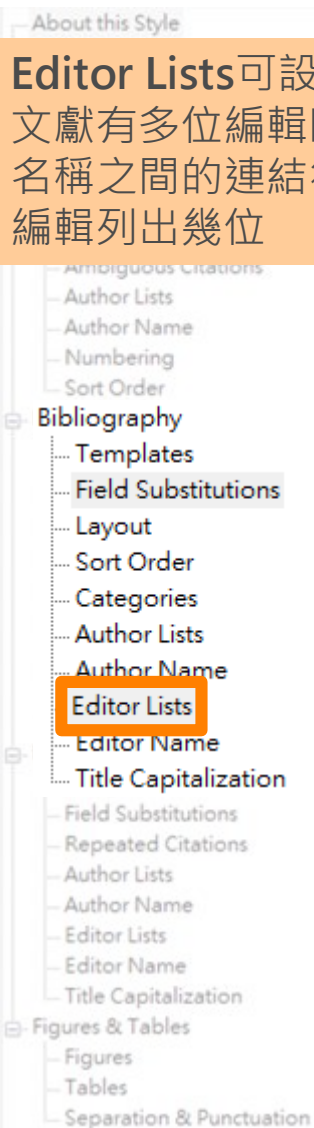 About this Style
Editor Lists可設
文獻有多位編輯
名稱之間的連結
編輯列出幾位
Ambiguous Citations
Author Lists
Author Name
Numbering
Sort Order
Bibliography
Templates
Field Substitutions
Layout
Sort Order
Categories
Author Lists
Author Name
Editor Lists
Editor Name
Title Capitalization
Field Substitutions
Repeated Citations
Author Lists
Author Name
Editor Lists
Editor Name
Title Capitalization
Figures & Tables
Figures
Tables
Separation & Punctuation